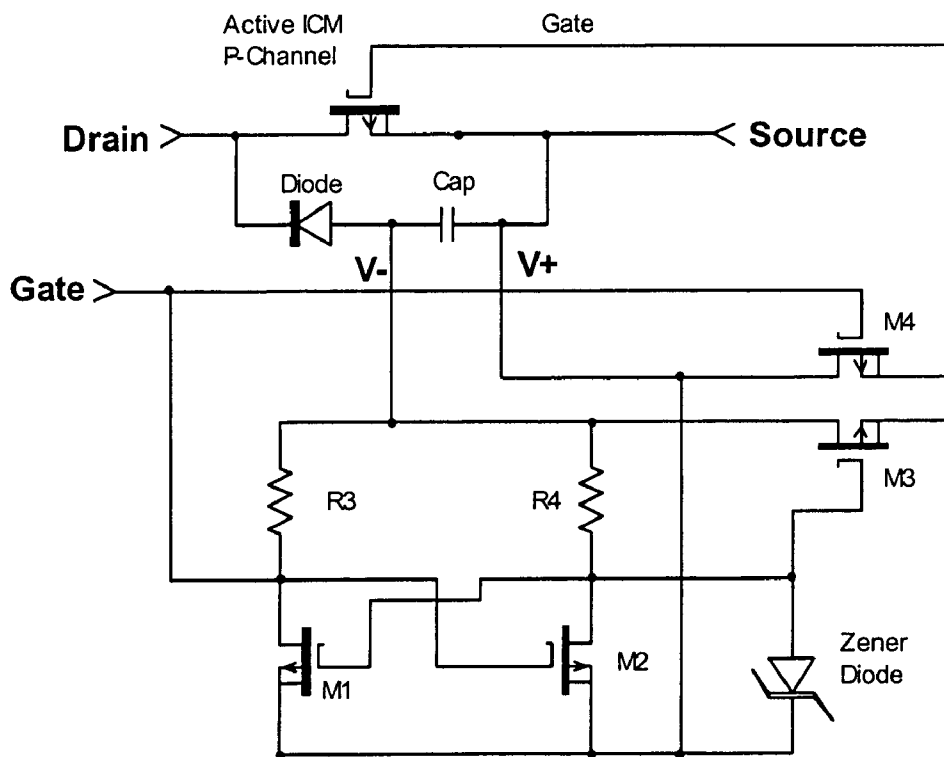 Active ICM
P-Channel
Gate
Drain
Source
Diode
Cap
V-
V+
Gate
M4
R3
R4
M3
M1
M2
Zener
Diode